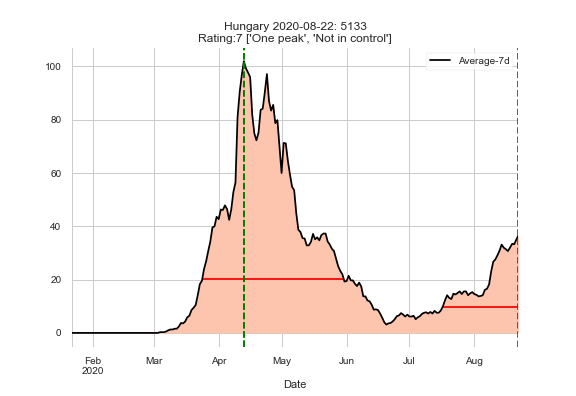 Hungary 2020-08-22: 5133
Rating:7 ['One peak', 'Not in control']
Average-7d
100
80
60
40
20
0
Feb
2020
Mar
Apr
May
Jun
Jul
Aug
Date